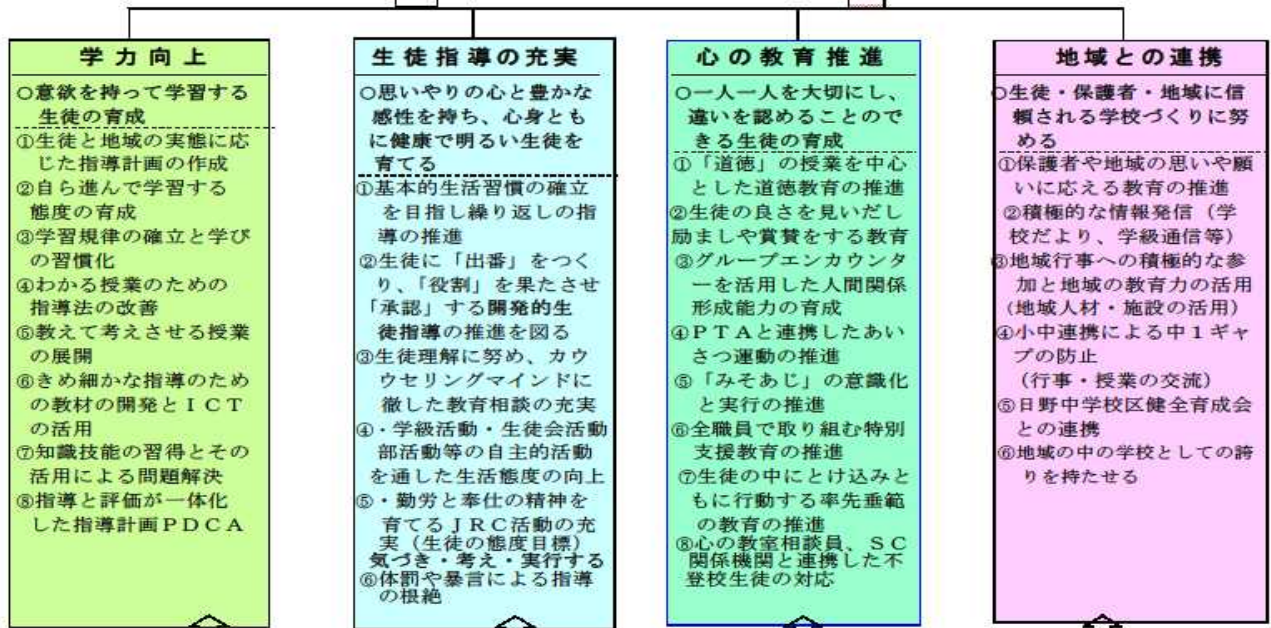 学力向上
○意欲を持って学習する
生徒の育成
①生徒と地域の実態に応
じた指導計画の作成
②自ら進んで学習する
態度の育成
③学習規律の確立と学び
の習慣化
④わかる授業のための
指導法の改善
⑤教えて考えさせる授業
の展開
⑥きめ細かな指導のため
の教材の開発とＩＣＴ
の活用
⑦知識技能の習得とその
活用による問題解決
⑧指導と評価が一体化
した指導計画ＰＤＣＡ
生徒指導の充実
○思いやりの心と豊かな
感性を持ち、心身とも
に健康で明るい生徒を
育てる
①基本的生活習慣の確立
を目指し繰り返しの指
導の推進
②生徒に「出番」をつく
り、「役割」を果たさせ
「承認」する開発的生
徒指導の推進を図る
③生徒理解に努め、カウ
ウセリングマインドに
徹した教育相談の充実
④・学級活動・生徒会活動
部活動等の自主的活動
を通した生活態度の向上
⑤・勤労と奉仕の精神を
育てるＪＲＣ活動の充
実（生徒の態度目標）
気づき・考え・実行する
⑥体罰や暴言による指導
の根絶
心の教育推進
○一人一人を大切にし、
違いを認めることので
きる生徒の育成
①「道徳」の授業を中心
とした道徳教育の推進
②生徒の良さを見いだし
励ましや賞賛をする教育
③グループエンカウンタ
ーを活用した人間関係
形成能力の育成
④ＰＴＡと連携したあい
さつ運動の推進
⑤「みそあじ」の意識化
と実行の推進
⑥全職員で取り組む特別
支援教育の推進
⑦生徒の中にとけ込みと
もに行動する率先垂範
の教育の推進
⑧心の教室相談員、ＳＣ
関係機関と連携した不
登校生徒の対応
地域との連携
○生徒・保護者・地域に信
頼される学校づくりに努
める
①保護者や地域の思いや願
いに応える教育の推進
②積極的な情報発信（学
校だより、学級通信等）
③地域行事への積極的な参
加と地域の教育力の活用
(地域人材・施設の活用)
④小中連携による中１ギャ
プの防止
（行事・授業の交流）
⑤日野中学校区健全育成会
との連携
⑥地域の中の学校としての誇
りを持たせる